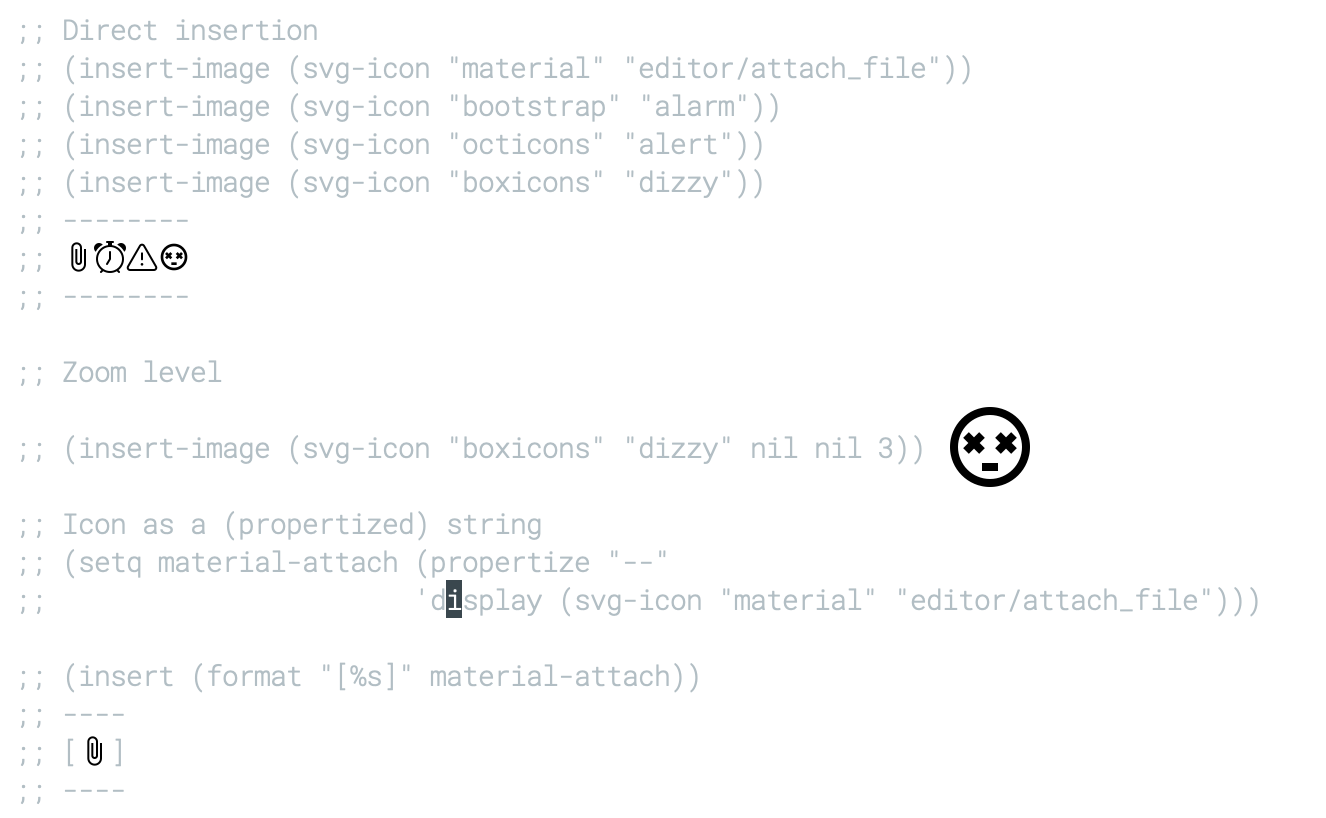 ;; Direct insertion
;; (insert-image (svg-icon "material" "editor/attach_file"))
;; (insert-image (svg-icon "bootstrap" "alarm"))
;; (insert-image (svg-icon "octicons" "alert"))
;; (insert-image (svg-icon "boxicons" "dizzy"))
;; --------
;;
;; --------
;; Zoom level
;; (insert-image (svg-icon "boxicons" "dizzy" nil nil 3))
;; Icon as a (propertized) string
;; (setq material-attach (propertize "--"
;;                       'display (svg-icon "material" "editor/attach_file")))
;; (insert (format "[%s]" material-attach))
;; ----
;; [ ]
;; ----